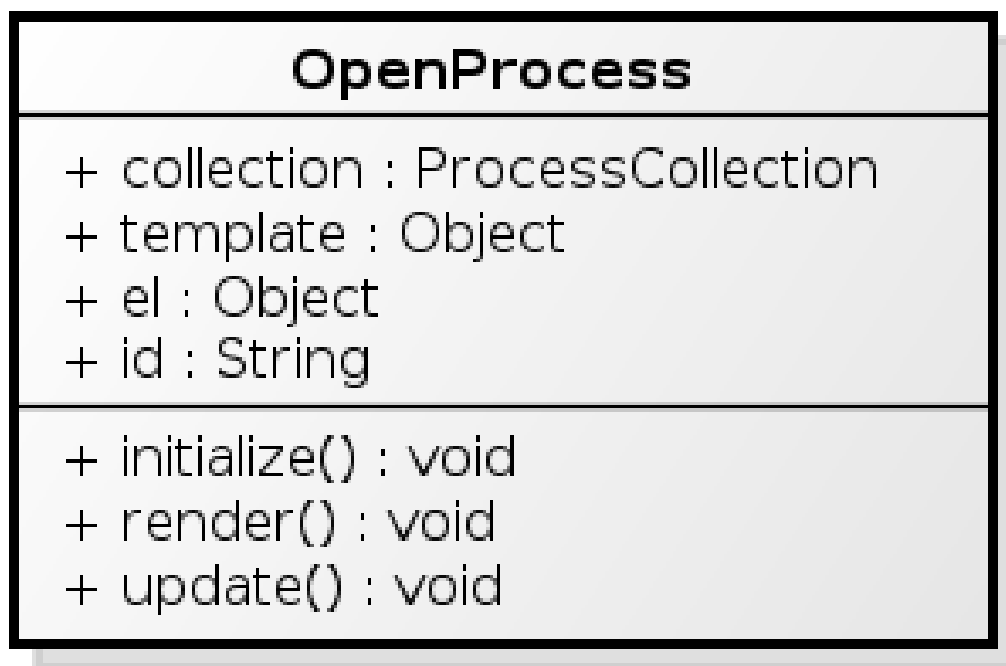 OpenProcess
+ collection : ProcessCollection
+ template : Object
+ el : Object
+ id : String
+ initialize() : void
+ render() : void
+ update() : void